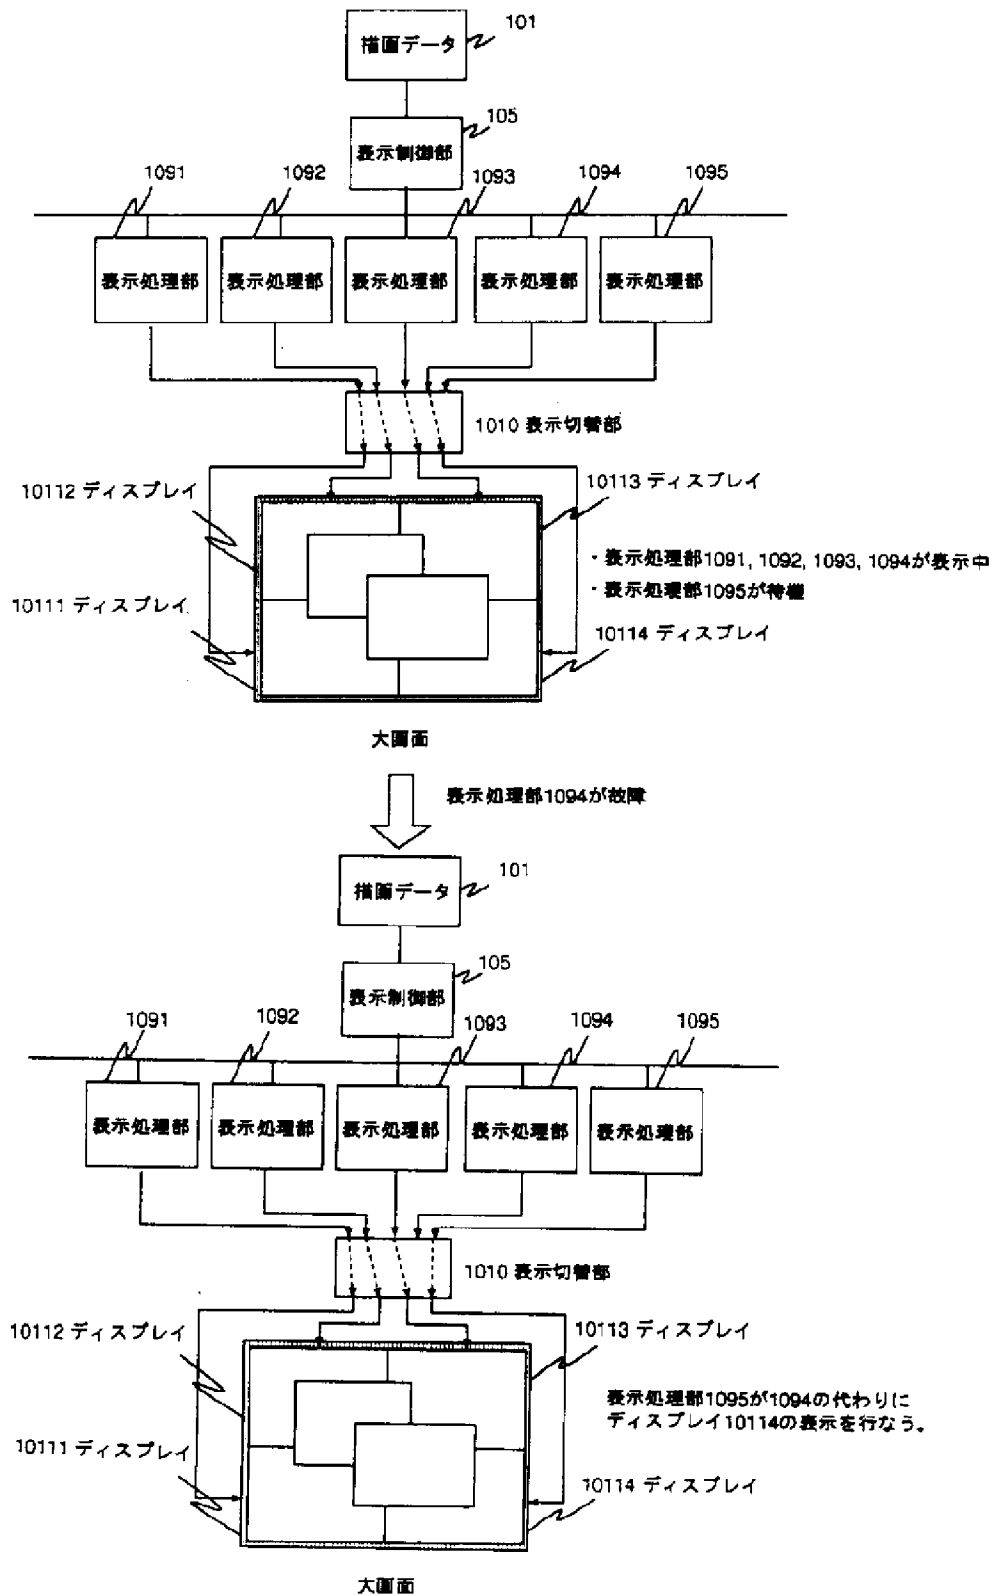 101
描画データ
105
表示制御部
1091
1092
1093
1094
1095
表示処理部
表示処理部
表示処理部
表示処理部
表示処理部
1010 表示切替部
10112 ディスプレイ
10113 ディスプレイ
・表示処理部1091, 1092, 1093, 1094が表示中
・表示処理部1095が待機
10111 ディスプレイ
10114 ディスプレイ
大画面
表示処理部1094が故障
101
描画データ
105
表示制御部
1091
1092
1093
1094
1095
表示処理部
表示処理部
表示処理部
表示処理部
表示処理部
1010 表示切替部
10112 ディスプレイ
10113 ディスプレイ
表示処理部1095が1094の代わりに
ディスプレイ10114の表示を行なう。
10111 ディスプレイ
10114 ディスプレイ
大画面